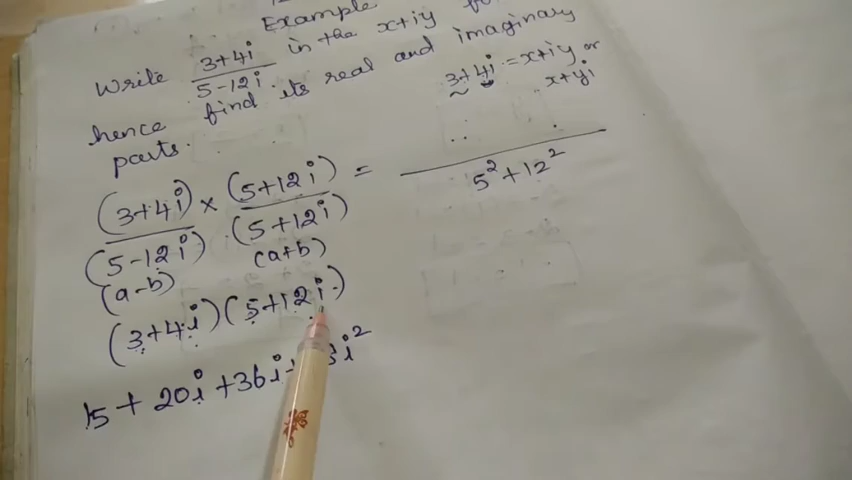 Example
Write 3+4i / 5-12i in the x+iy
hence find its real and imaginary
parts.
3+4i = x+iy or
x+yi
(3+4i) / (5-12i) × (5+12i) / (5+12i) =
5² + 12²
(a-b) (a+b)
(3+4i)(5+12i)
15 + 20i + 36i + i²